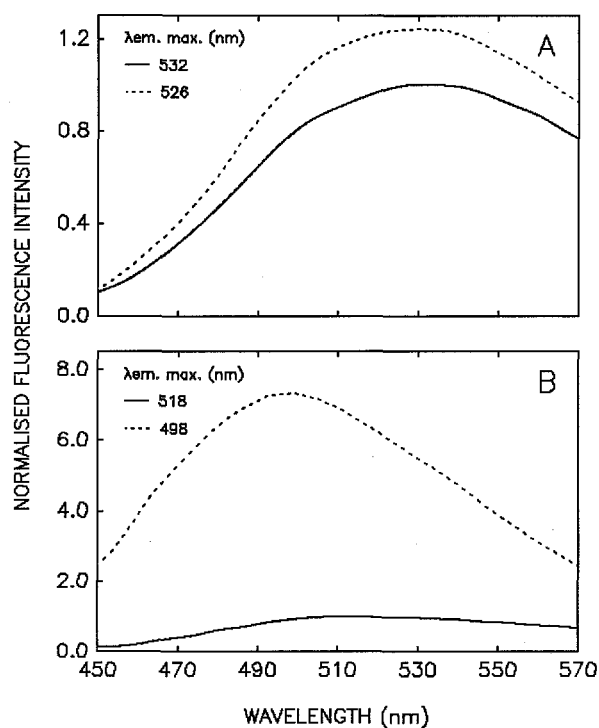 NORMALISED FLUORESCENCE INTENSITY
1.2
0.8
0.4
0.0
λem. max. (nm)
532
526
A
8.0
6.0
4.0
2.0
0.0
λem. max. (nm)
518
498
B
450 470 490 510 530 550 570
WAVELENGTH (nm)